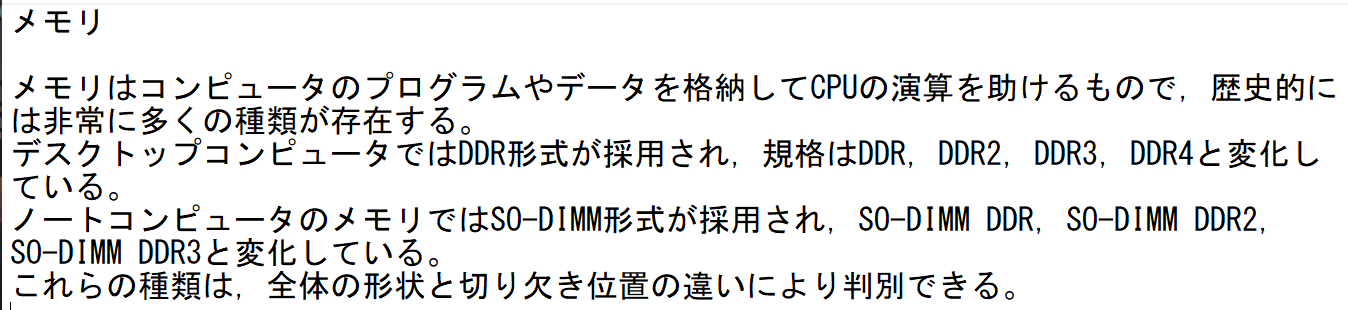 メモリ
メモリはコンピュータのプログラムやデータを格納してCPUの演算を助けるもので，歴史的に
は非常に多くの種類が存在する。
デスクトップコンピュータではDDR形式が採用され，規格はDDR，DDR2，DDR3，DDR4と変化し
ている。
ノートコンピュータのメモリではSO-DIMM形式が採用され，SO-DIMM DDR，SO-DIMM DDR2，
SO-DIMM DDR3と変化している。
これらの種類は，全体の形状と切り欠き位置の違いにより判別できる。